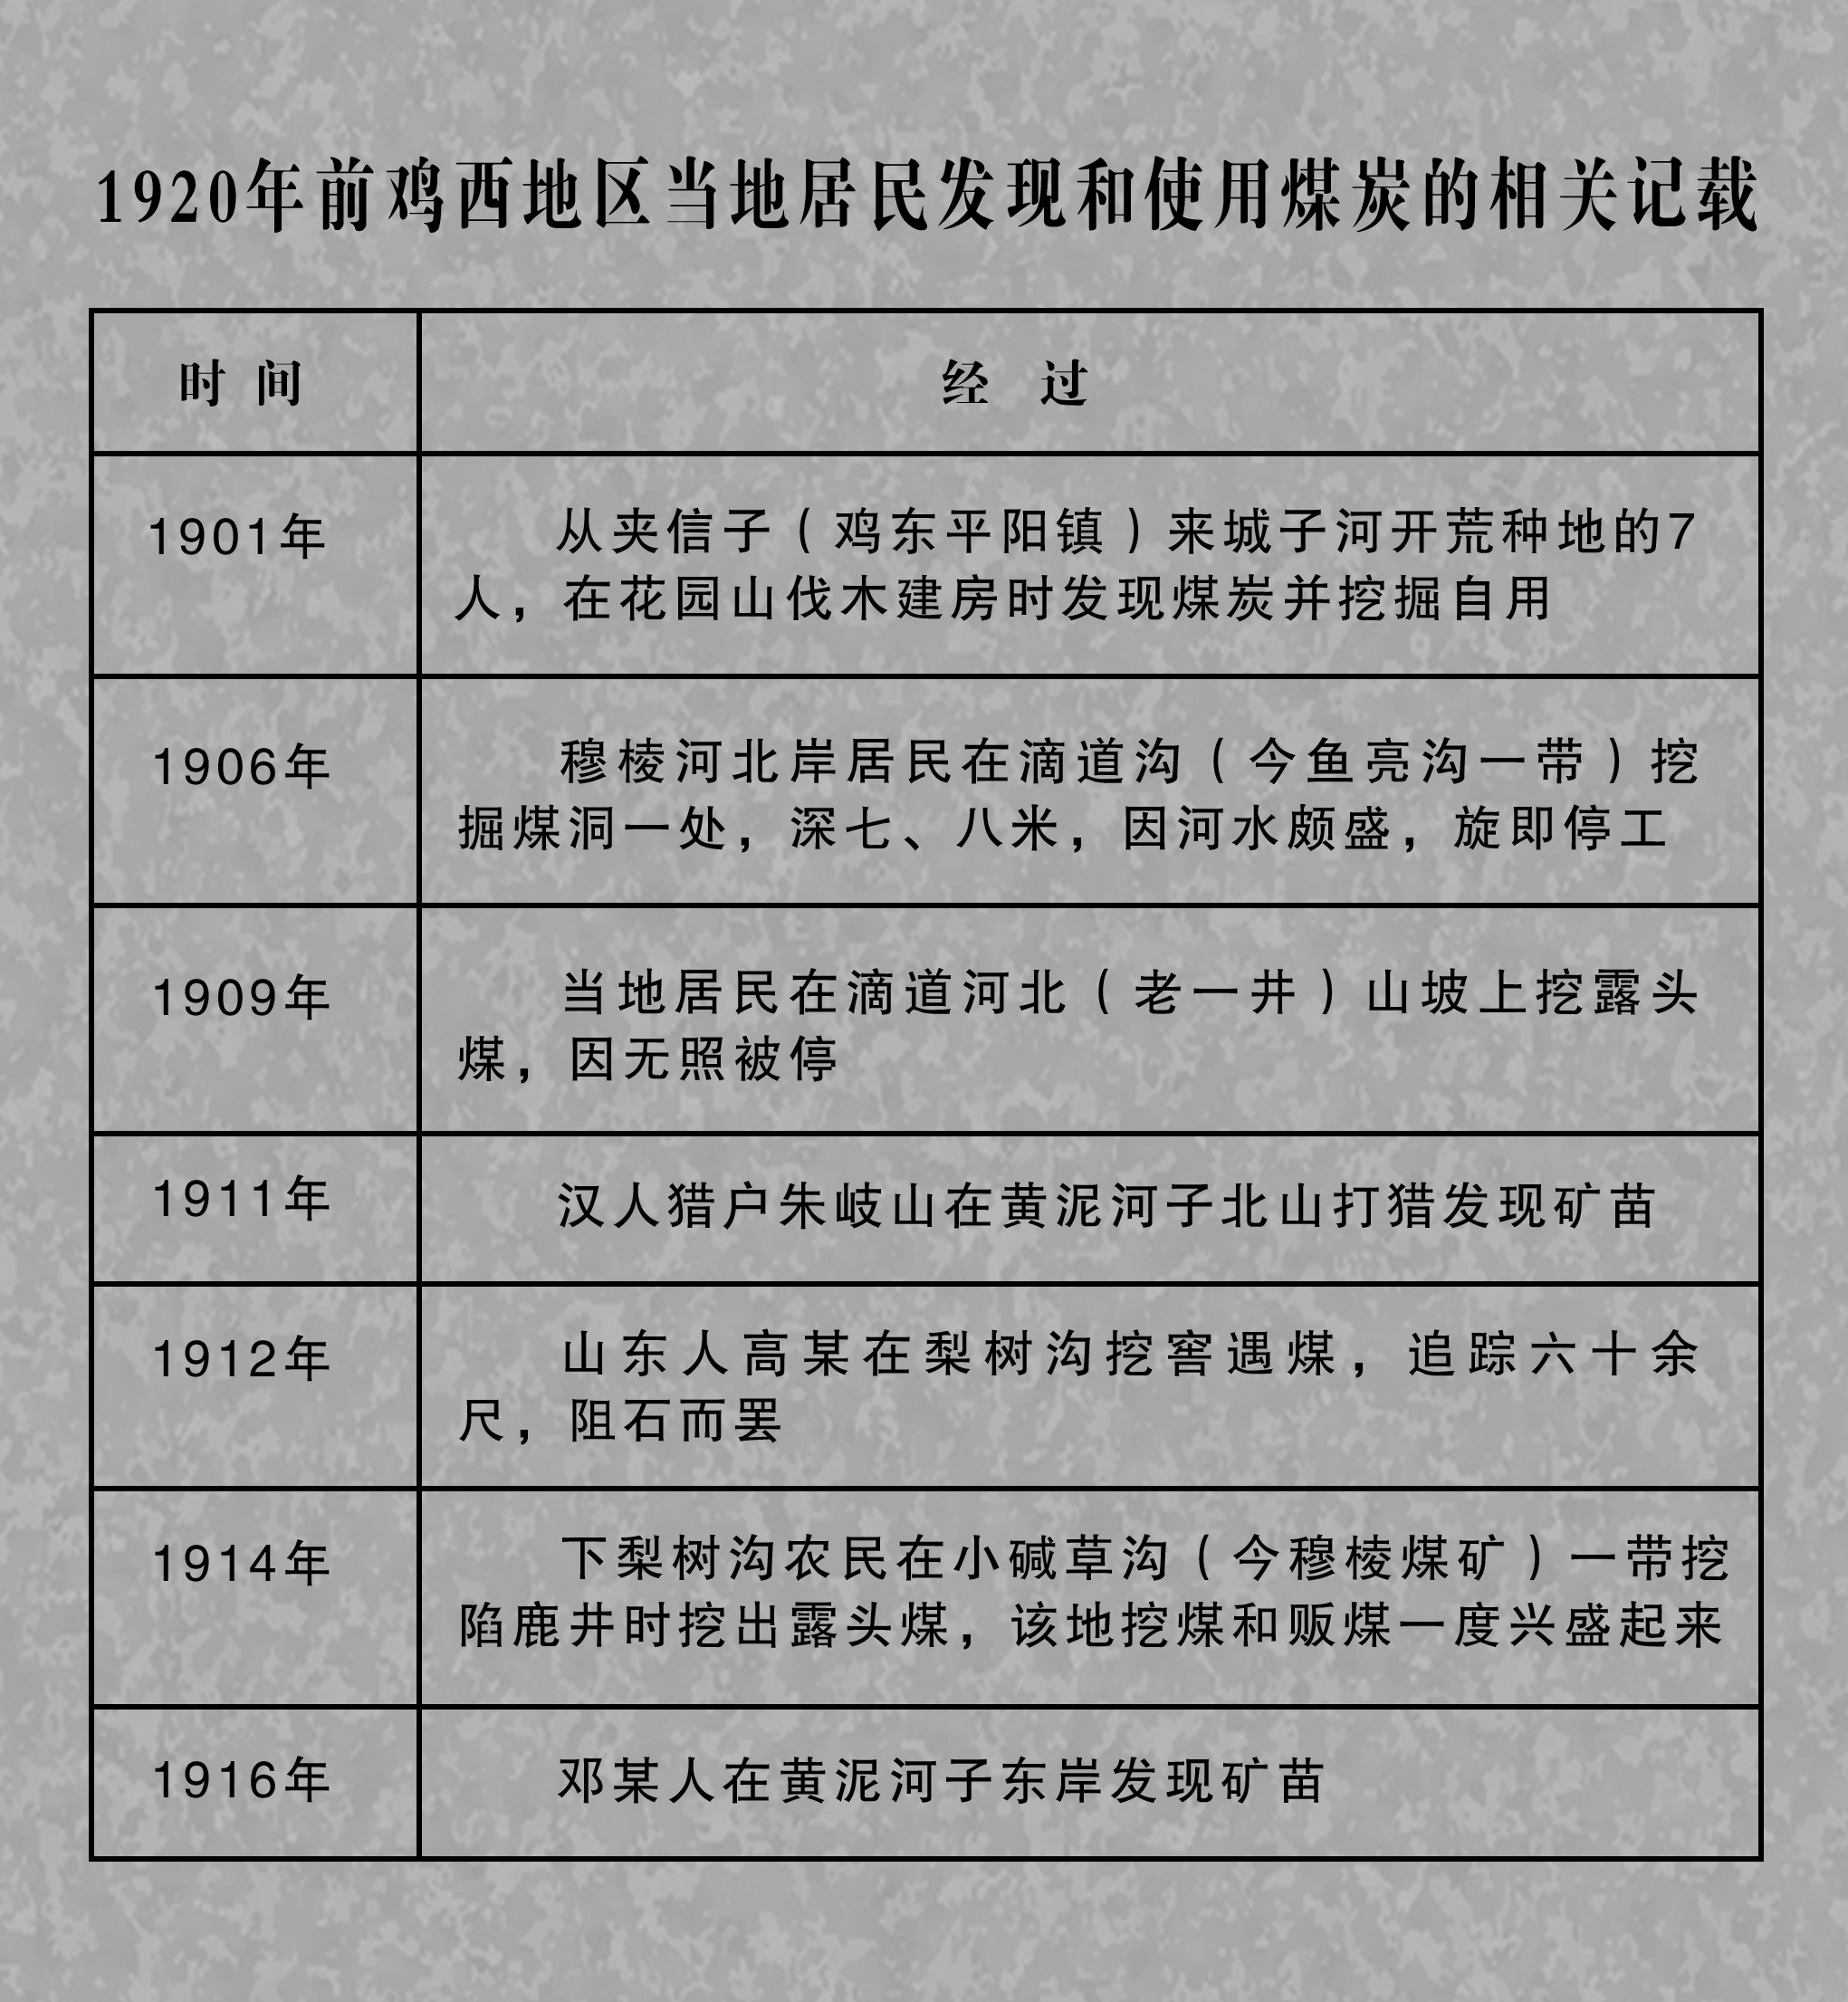 1920年前鸡西地区当地居民发现和使用煤炭的相关记载
时间
经过
1901年
从夹信子（鸡东平阳镇）来城子河开荒种地的7
人，在花园山伐木建房时发现煤炭并挖掘自用
1906年
穆棱河北岸居民在滴道沟（今鱼亮沟一带）挖
掘煤洞一处，深七、八米，因河水颇盛，旋即停工
1909年
当地居民在滴道河北（老一井）山坡上挖露头
煤，因无照被停
1911年
汉人猎户朱岐山在黄泥河子北山打猎发现矿苗
1912年
山东人高某在梨树沟挖窖遇煤，追踪六十余
尺，阻石而罢
1914年
下梨树沟农民在小碱草沟（今穆棱煤矿）一带挖
陷鹿井时挖出露头煤，该地挖煤和贩煤一度兴盛起来
1916年
邓某人在黄泥河子东岸发现矿苗